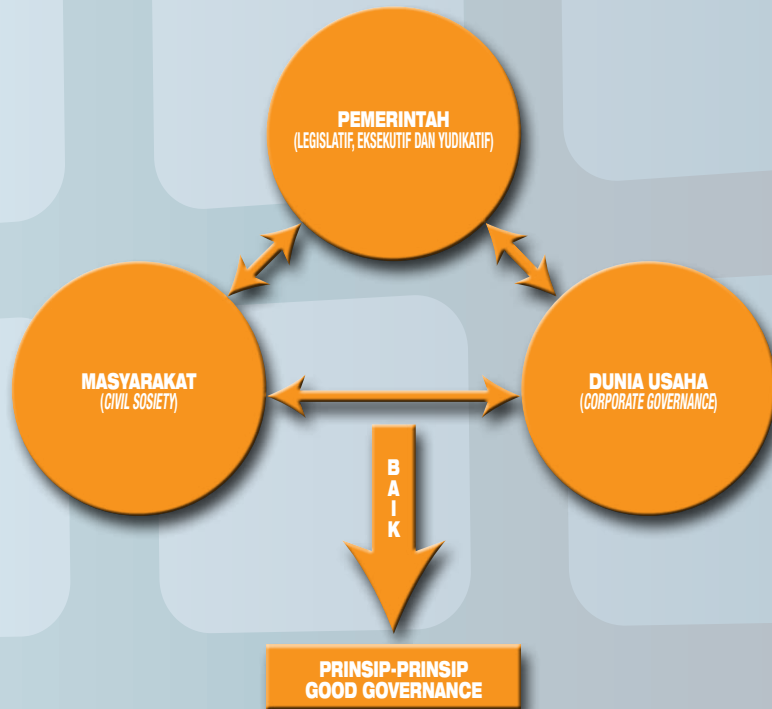 PEMERINTAH
(LEGISLATIF, EKSEKUTIF DAN YUDIKATIF)
MASYARAKAT
(CIVIL SOSIETY)
DUNIA USAHA
(CORPORATE GOVERNANCE)
B
A
I
K
PRINSIP-PRINSIP
GOOD GOVERNANCE